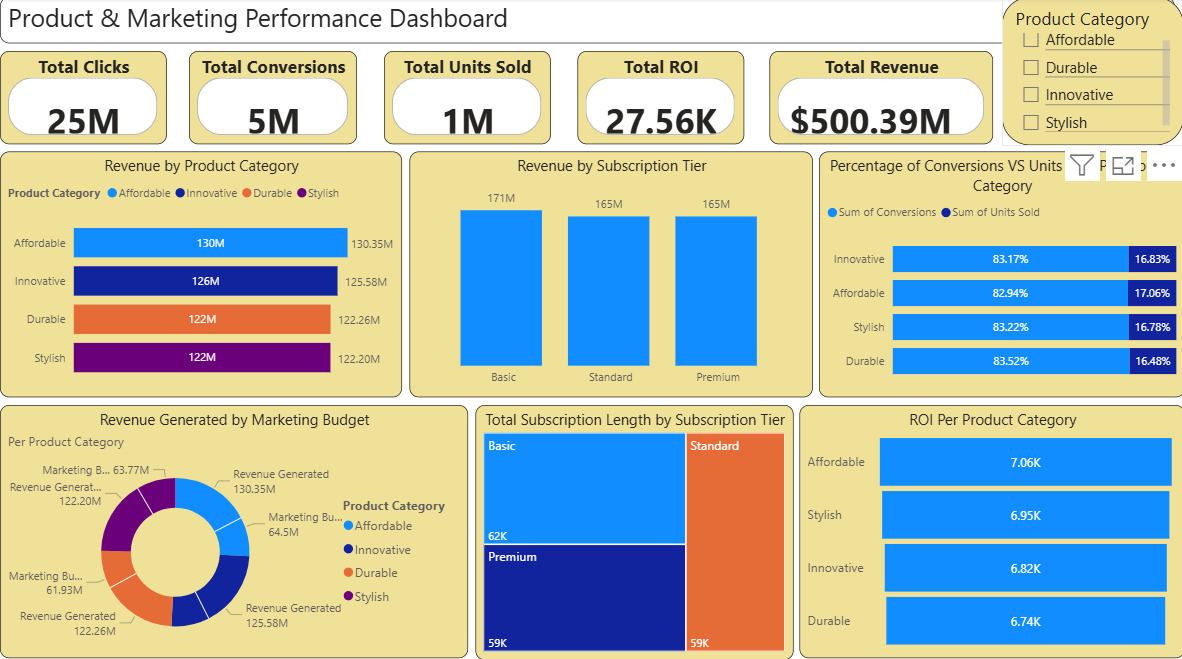 Product & Marketing Performance Dashboard
Product Category
Affordable
Durable
Innovative
Stylish
Total Clicks
25M
Total Conversions
5M
Total Units Sold
1M
Total ROI
27.56K
Total Revenue
$500.39M
Revenue by Product Category
Product Category Affordable Innovative Durable Stylish
Affordable 130M 130.35M
Innovative 126M 125.58M
Durable 122M 122.26M
Stylish 122M 122.20M
Revenue by Subscription Tier
171M 165M 165M
Basic Standard Premium
Percentage of Conversions VS Units
Category
Sum of Conversions Sum of Units Sold
Innovative 83.17% 16.83%
Affordable 82.94% 17.06%
Stylish 83.22% 16.78%
Durable 83.52% 16.48%
Revenue Generated by Marketing Budget
Per Product Category
Marketing B... 63.77M
Revenue Generat...
122.20M
Marketing Bu...
61.93M
Revenue Generated
122.26M
Revenue Generated
130.35M
Marketing Bu...
64.5M
Revenue Generated
125.58M
Product Category
Affordable
Innovative
Durable
Stylish
Total Subscription Length by Subscription Tier
Basic
62K
Premium
59K
Standard
59K
ROI Per Product Category
Affordable 7.06K
Stylish 6.95K
Innovative 6.82K
Durable 6.74K